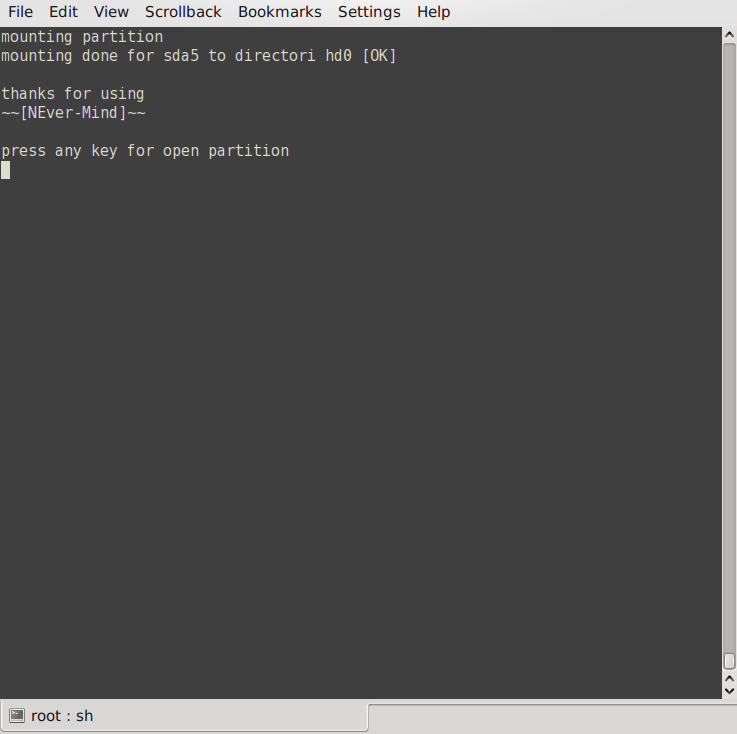 File Edit View Scrollback Bookmarks Settings Help
mounting partition
mounting done for sda5 to directori hd0 [OK]
thanks for using
~~[NEver-Mind]~~
press any key for open partition
root : sh